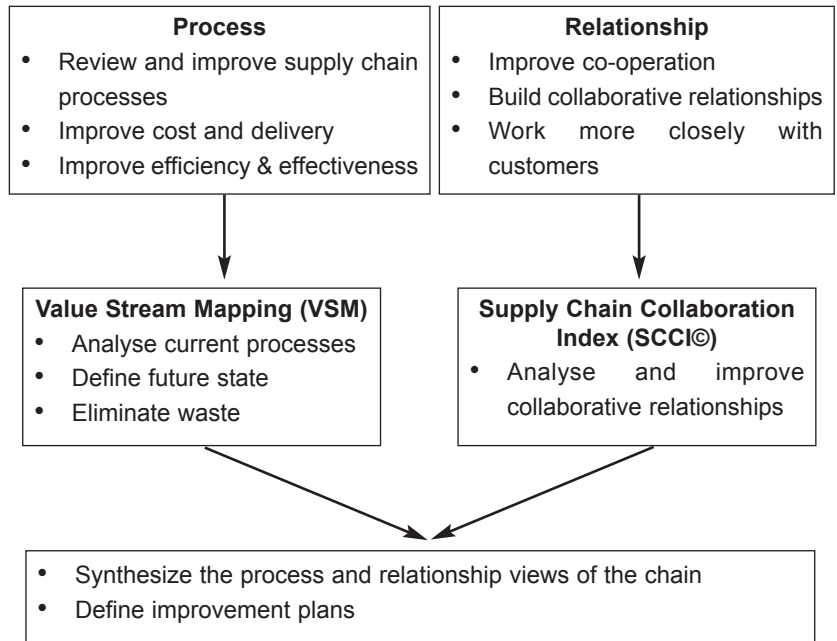 Process
• Review and improve supply chain
processes
• Improve cost and delivery
• Improve efficiency & effectiveness
Relationship
• Improve co-operation
• Build collaborative relationships
• Work more closely with
customers
Value Stream Mapping (VSM)
• Analyse current processes
• Define future state
• Eliminate waste
Supply Chain Collaboration
Index (SCCI©)
• Analyse and improve
collaborative relationships
• Synthesize the process and relationship views of the chain
• Define improvement plans